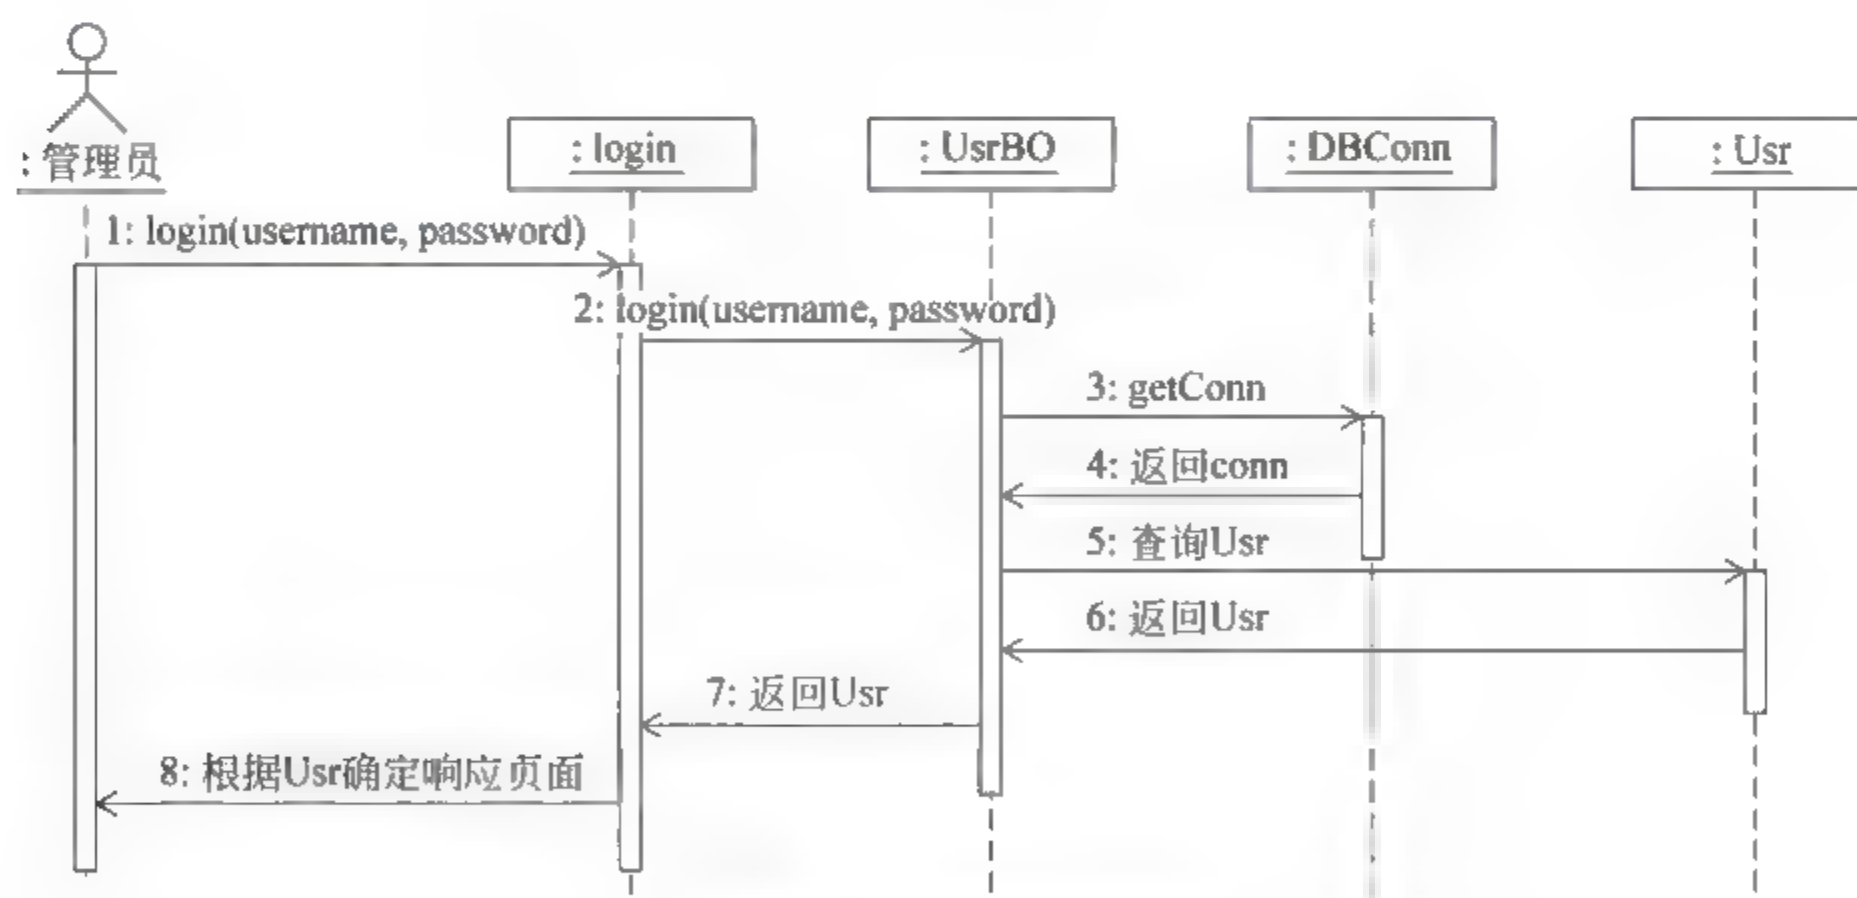 : 管理员
: login
: UsrBO
: DBConn
: Usr
1: login(username, password)
2: login(username, password)
3: getConn
4: 返回conn
5: 查询Usr
6: 返回Usr
7: 返回Usr
8: 根据Usr确定响应页面